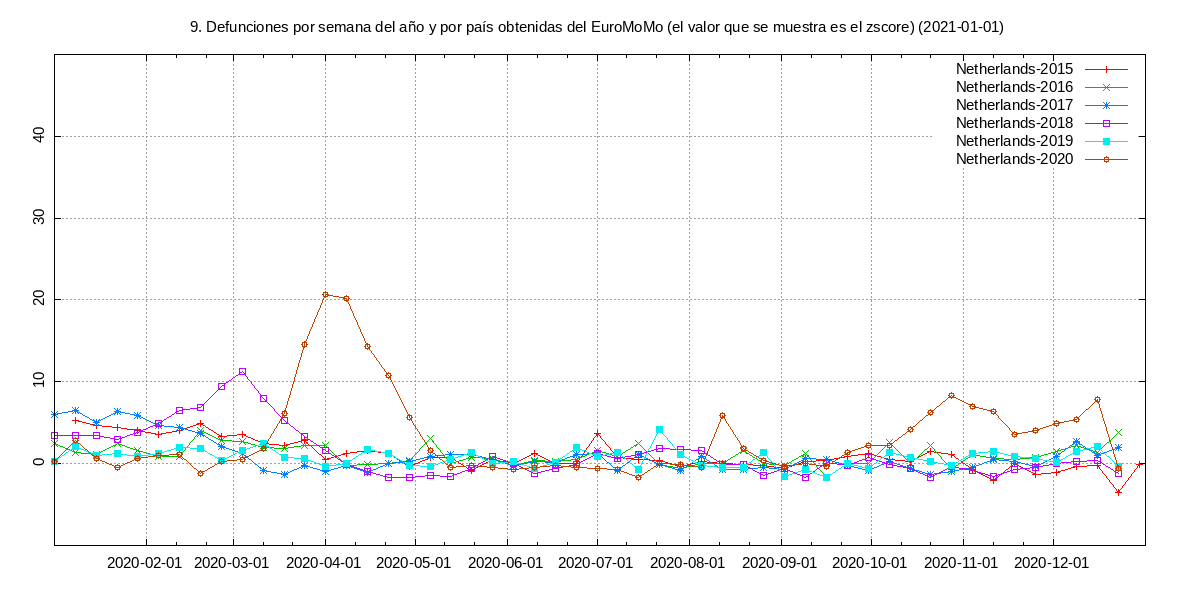 9. Defunciones por semana del año y por país obtenidas del EuroMoMo (el valor que se muestra es el zscore) (2021-01-01)
Netherlands-2015
Netherlands-2016
Netherlands-2017
Netherlands-2018
Netherlands-2019
Netherlands-2020
40
30
20
10
0
2020-02-01 2020-03-01 2020-04-01 2020-05-01 2020-06-01 2020-07-01 2020-08-01 2020-09-01 2020-10-01 2020-11-01 2020-12-01